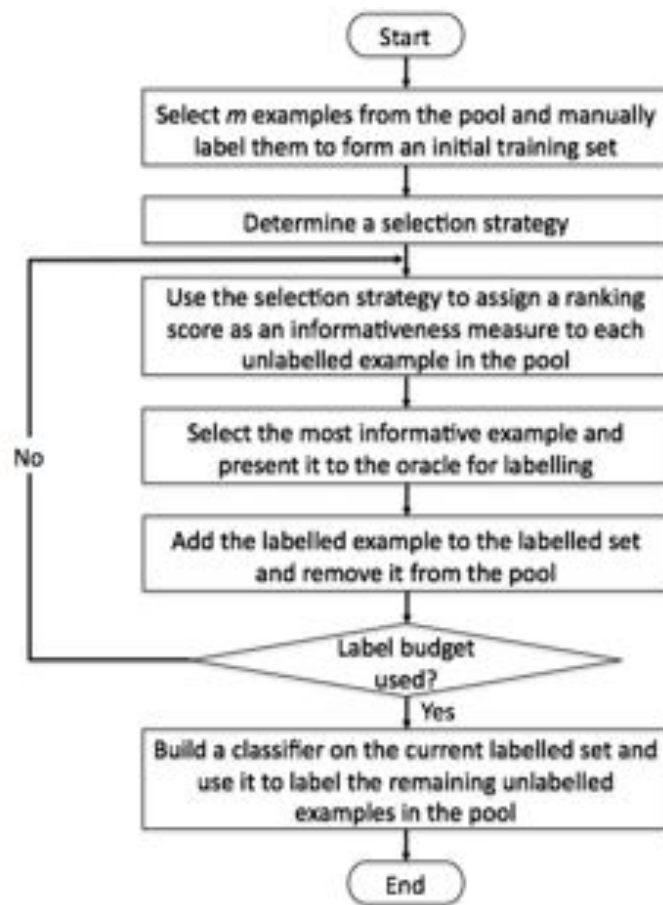 Start
Select m examples from the pool and manually
label them to form an initial training set
Determine a selection strategy
Use the selection strategy to assign a ranking
score as an informativeness measure to each
unlabelled example in the pool
Select the most informative example and
present it to the oracle for labelling
No
Add the labelled example to the labelled set
and remove it from the pool
Label budget
used?
Yes
Build a classifier on the current labelled set and
use it to label the remaining unlabelled
examples in the pool
End